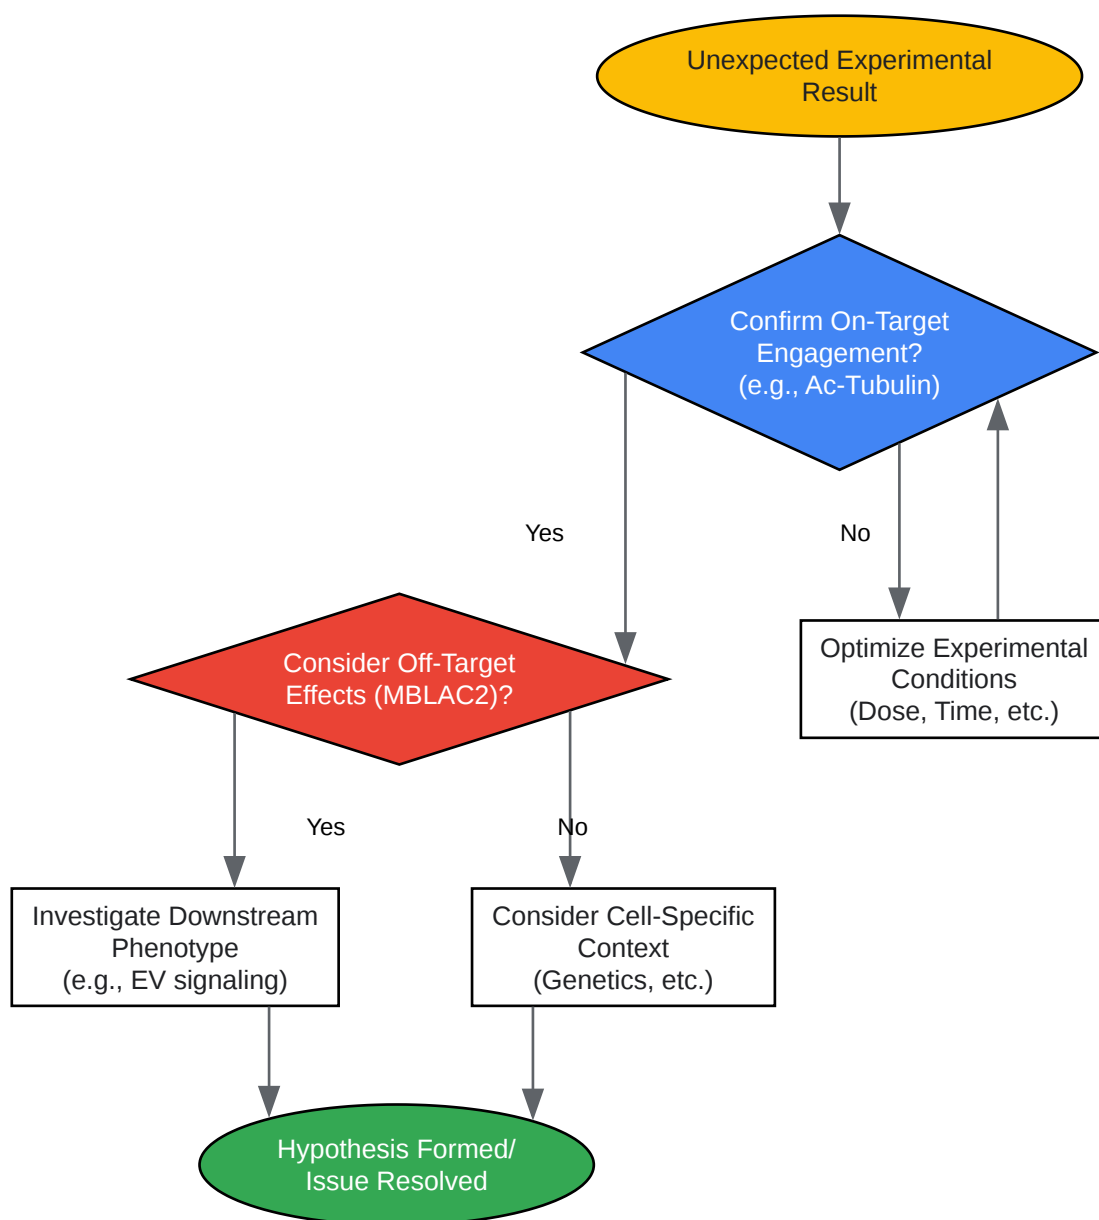 Unexpected Experimental
Result
Confirm On-Target
Engagement?
(e.g., Ac-Tubulin)
Yes
No
Optimize Experimental
Conditions
(Dose, Time, etc.)
Consider Off-Target
Effects (MBLAC2)?
Yes
No
Investigate Downstream
Phenotype
(e.g., EV signaling)
Consider Cell-Specific
Context
(Genetics, etc.)
Hypothesis Formed/
Issue Resolved